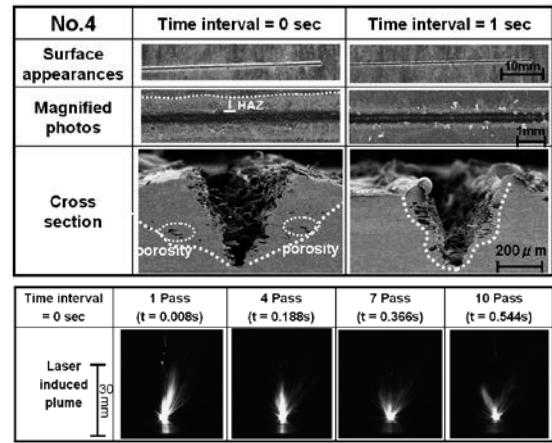 No.4
Time interval = 0 sec
Time interval = 1 sec
Surface
appearances
10mm
Magnified
photos
HAZ
1mm
Cross
section
porosity
porosity
200μm
Time interval
= 0 sec
1 Pass
(t = 0.008s)
4 Pass
(t = 0.188s)
7 Pass
(t = 0.366s)
10 Pass
(t = 0.544s)
Laser
induced
plume
30
mm